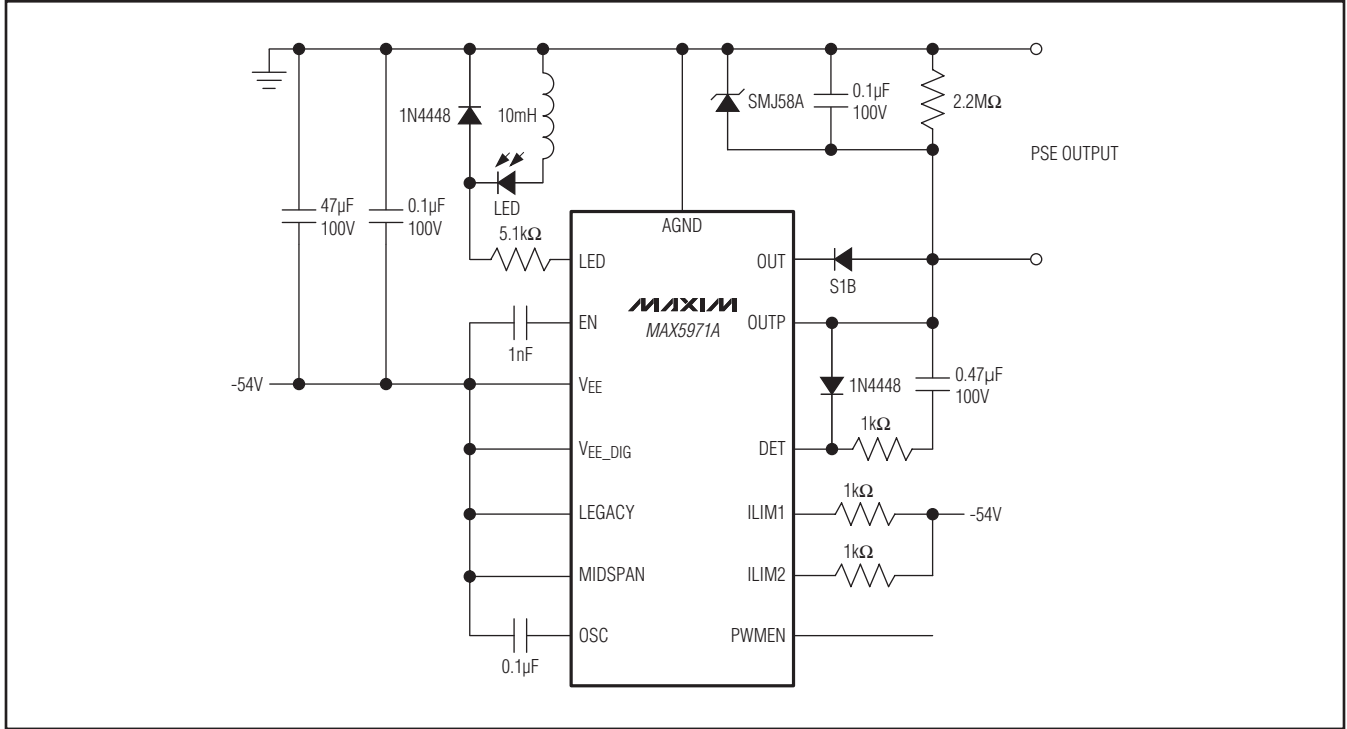 1N4448
10mH
SMJ58A
0.1µF
100V
2.2MΩ
PSE OUTPUT
47µF
100V
0.1µF
100V
LED
5.1kΩ
AGND
LED
OUT
S1B
MAXIM
MAX5971A
EN
1nF
OUTP
-54V
VEE
1N4448
0.47µF
100V
VEE_DIG
DET
1kΩ
LEGACY
ILIM1
1kΩ
-54V
MIDSPAN
ILIM2
1kΩ
OSC
0.1µF
PWMEN